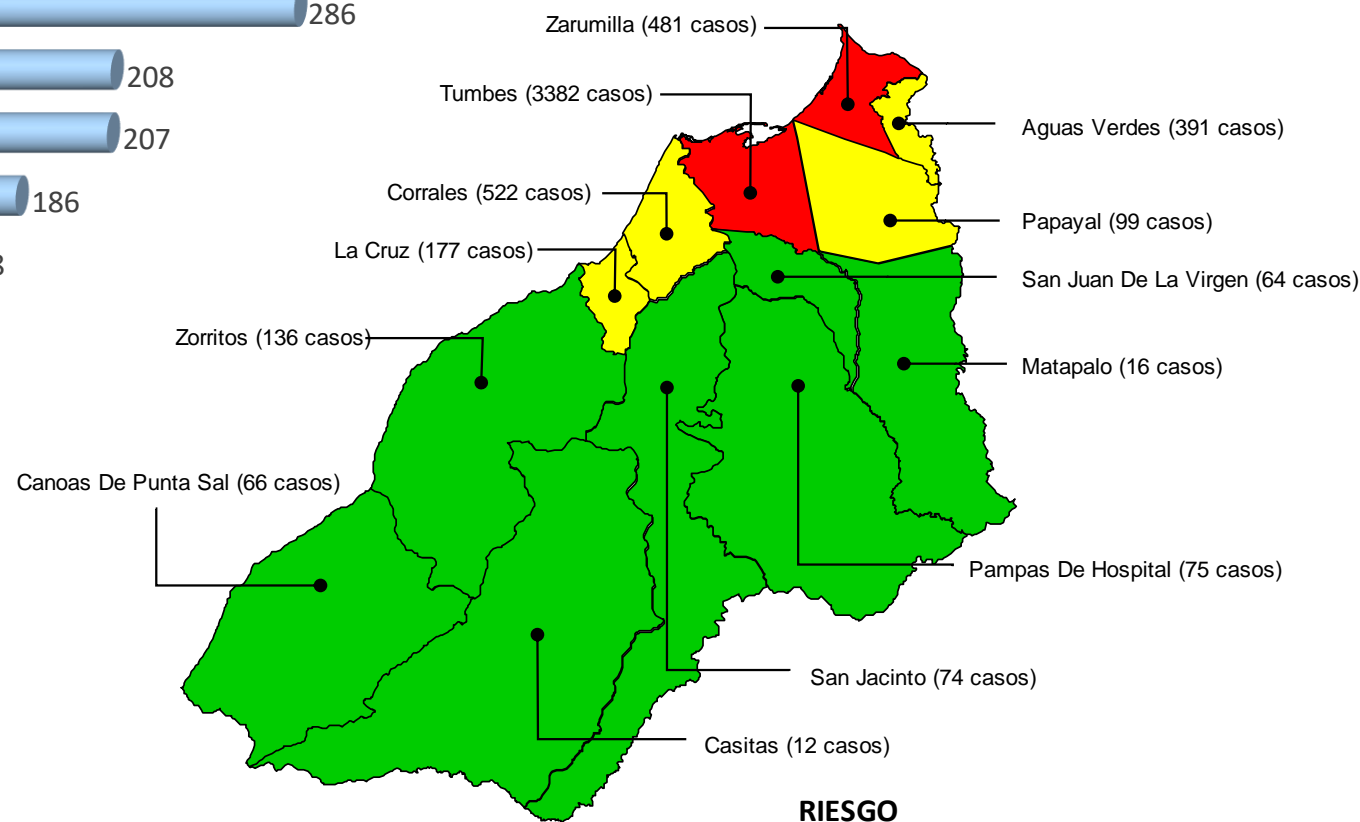 286
208
207
186
Zarumilla (481 casos)
Tumbes (3382 casos)
Aguas Verdes (391 casos)
Corrales (522 casos)
Papayal (99 casos)
La Cruz (177 casos)
San Juan De La Virgen (64 casos)
Zorritos (136 casos)
Matapalo (16 casos)
Canoas De Punta Sal (66 casos)
Pampas De Hospital (75 casos)
San Jacinto (74 casos)
Casitas (12 casos)
RIESGO